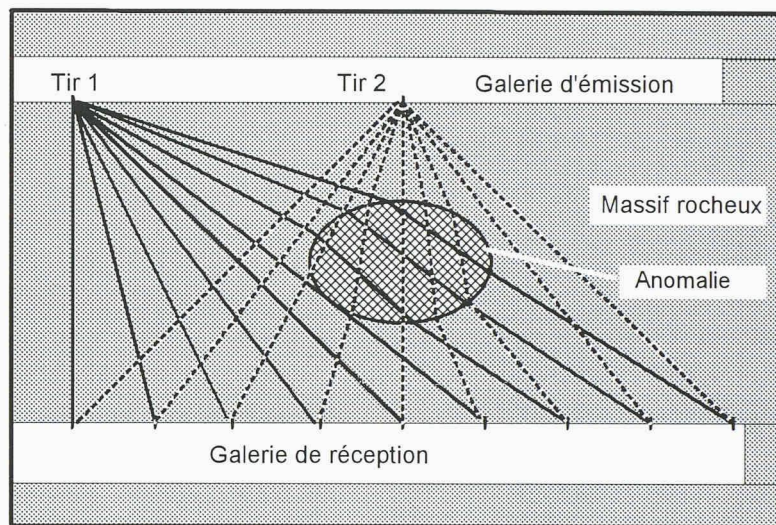 Tir 1
Tir 2
Galerie d'émission
Massif rocheux
Anomalie
Galerie de réception